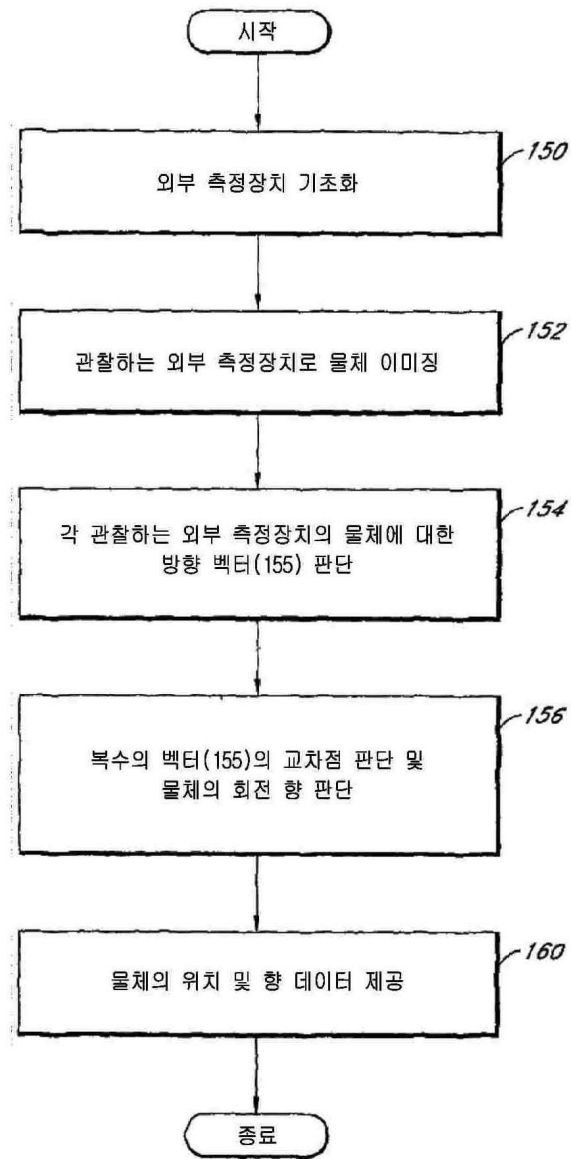 시작
외부 측정장치 기초화
150
관찰하는 외부 측정장치로 물체 이미징
152
각 관찰하는 외부 측정장치의 물체에 대한
방향 벡터(155) 판단
154
복수의 벡터(155)의 교차점 판단 및
물체의 회전 향 판단
156
물체의 위치 및 향 데이터 제공
160
종료